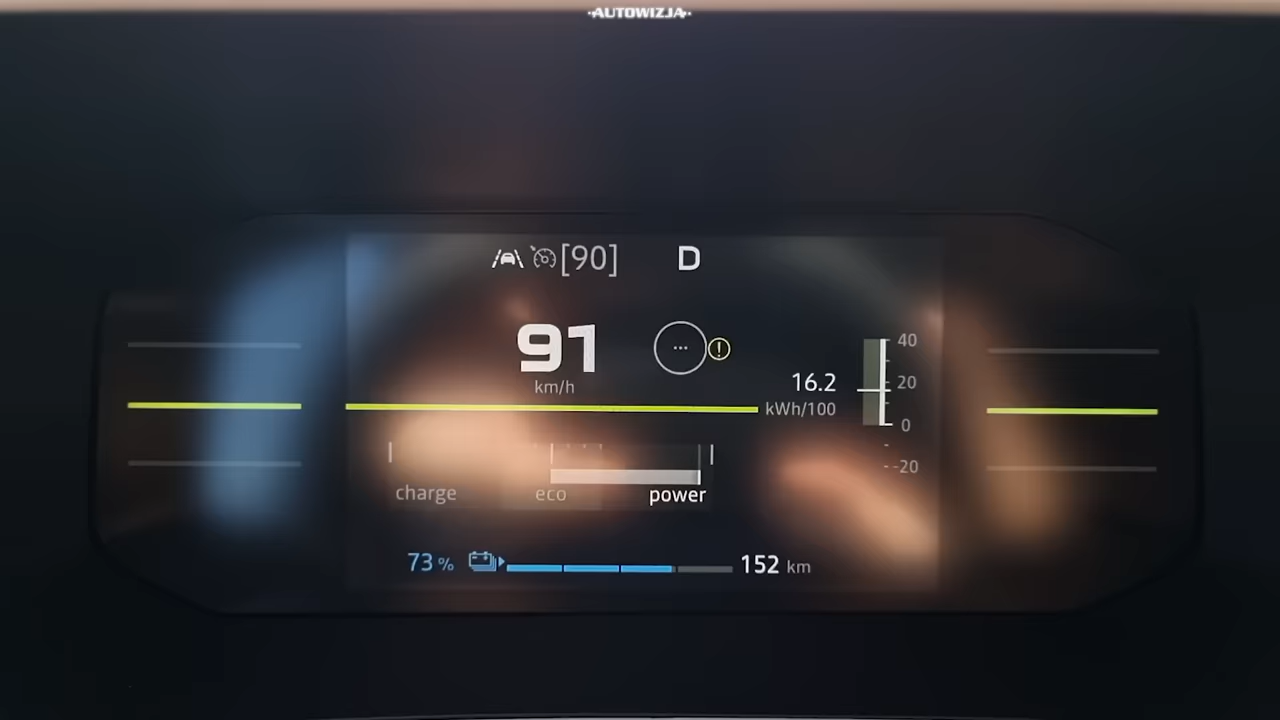 ·AUTOWIZJA·
[90] D
91
km/h
...
!
40
16.2
20
kWh/100
0
-20
charge eco power
73 % 152 km